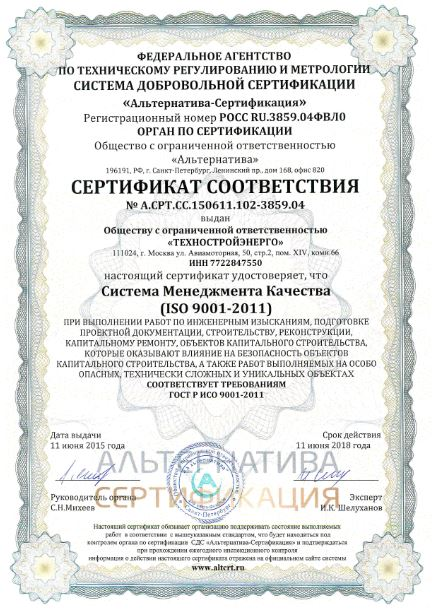 ФЕДЕРАЛЬНОЕ АГЕНТСТВО
ПО ТЕХНИЧЕСКОМУ РЕГУЛИРОВАНИЮ И МЕТРОЛОГИИ
СИСТЕМА ДОБРОВОЛЬНОЙ СЕРТИФИКАЦИИ
«Альтернатива-Сертификация»
Регистрационный номер РОСС RU.3859.04ФВЛ0
ОРГАН ПО СЕРТИФИКАЦИИ
Общество с ограниченной ответственностью
«Альтернатива»
196191, РФ, г. Санкт-Петербург, Ленинский пр., дом 168, офис 820
СЕРТИФИКАТ СООТВЕТСТВИЯ
№ А.СРТ.СС.150611.102-3859.04
выдан
Обществу с ограниченной ответственностью
«ТЕХНОСТРОЙЭНЕРГО»
111024, г. Москва ул. Авиамоторная, 50, стр.2, пом. XIV, комн.66
ИНН 7722847550
настоящий сертификат удостоверяет, что
Система Менеджмента Качества
(ISO 9001-2011)
ПРИ ВЫПОЛНЕНИИ РАБОТ ПО ИНЖЕНЕРНЫМ ИЗЫСКАНИЯМ, ПОДГОТОВКЕ
ПРОЕКТНОЙ ДОКУМЕНТАЦИИ, СТРОИТЕЛЬСТВУ, РЕКОНСТРУКЦИИ,
КАПИТАЛЬНОМУ РЕМОНТУ, ОБЪЕКТОВ КАПИТАЛЬНОГО СТРОИТЕЛЬСТВА,
КОТОРЫЕ ОКАЗЫВАЮТ ВЛИЯНИЕ НА БЕЗОПАСНОСТЬ ОБЪЕКТОВ
КАПИТАЛЬНОГО СТРОИТЕЛЬСТВА, А ТАКЖЕ РАБОТ ВЫПОЛНЯЕМЫХ НА ОСОБО
ОПАСНЫХ, ТЕХНИЧЕСКИ СЛОЖНЫХ И УНИКАЛЬНЫХ ОБЪЕКТАХ
СООТВЕТСТВУЮТ ТРЕБОВАНИЯМ
ГОСТ Р ИСО 9001-2011
Дата выдачи
11 июня 2015 года
Срок действия
11 июня 2018 года
АЛЬТЕРНАТИВА
СЕРТИФИКАЦИЯ
Руководитель органа
С.Н.Михеев
Эксперт
И.К.Шелуханов
Настоящий сертификат обязывает организацию поддерживать состояние выполняемых
работ в соответствии с вышеуказанным стандартом, что будет находиться под
контролем органа по сертификации СДС «Альтернатива-Сертификация» и подтверждаться
при прохождении ежегодного инспекционного контроля
информация о действии настоящего сертификата отражена на официальном сайте системы
www.altcrt.ru